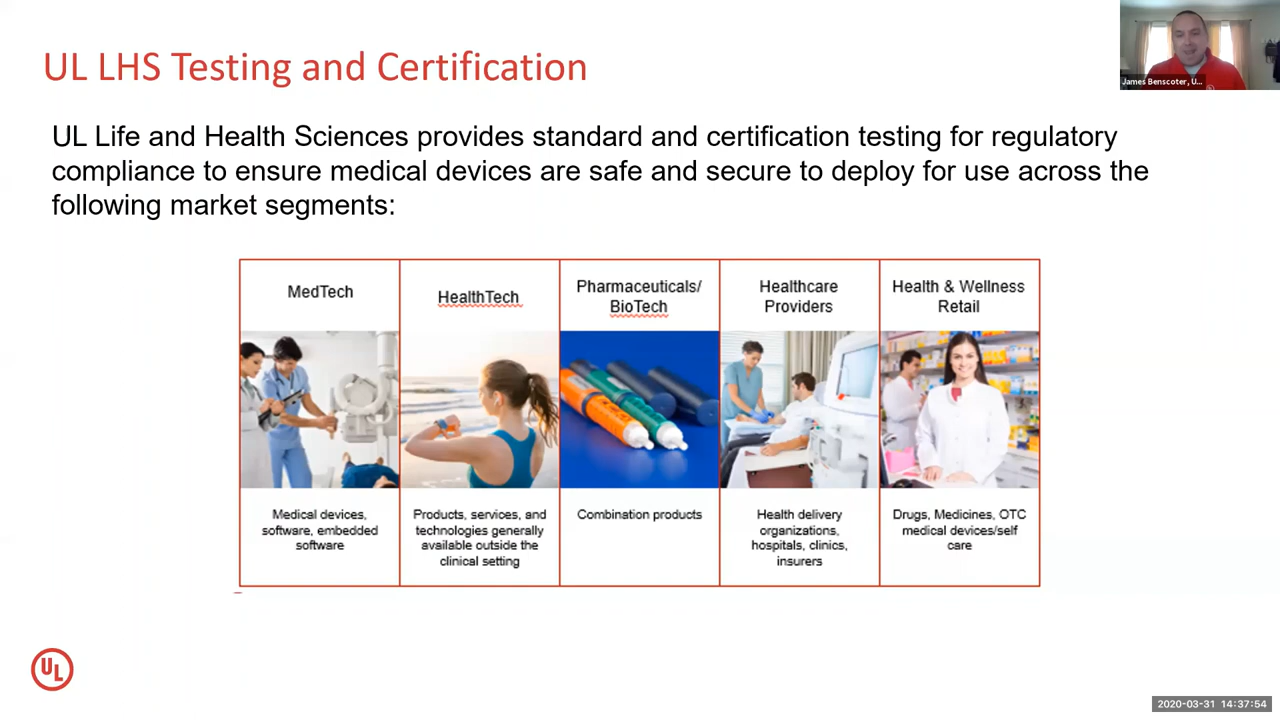 UL LHS Testing and Certification
James Benscoter, U...
UL Life and Health Sciences provides standard and certification testing for regulatory
compliance to ensure medical devices are safe and secure to deploy for use across the
following market segments:
MedTech
HealthTech
Pharmaceuticals/
BioTech
Healthcare
Providers
Health & Wellness
Retail
Medical devices,
software, embedded
software
Products, services, and
technologies generally
available outside the
clinical setting
Combination products
Health delivery
organizations,
hospitals, clinics,
insurers
Drugs, Medicines, OTC
medical devices/self
care
UL
2020-03-31 14:37:54